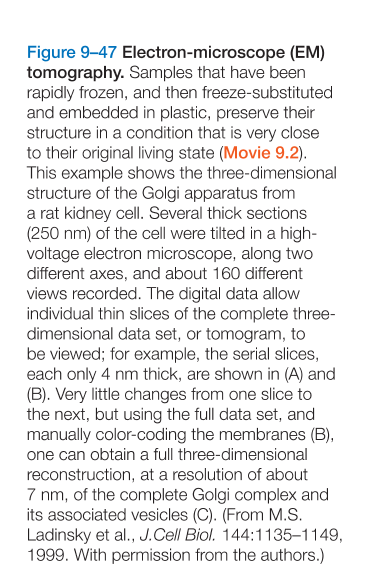 Figure 9–47 Electron-microscope (EM)
tomography. Samples that have been
rapidly frozen, and then freeze-substituted
and embedded in plastic, preserve their
structure in a condition that is very close
to their original living state (Movie 9.2).
This example shows the three-dimensional
structure of the Golgi apparatus from
a rat kidney cell. Several thick sections
(250 nm) of the cell were tilted in a high-
voltage electron microscope, along two
different axes, and about 160 different
views recorded. The digital data allow
individual thin slices of the complete three-
dimensional data set, or tomogram, to
be viewed; for example, the serial slices,
each only 4 nm thick, are shown in (A) and
(B). Very little changes from one slice to
the next, but using the full data set, and
manually color-coding the membranes (B),
one can obtain a full three-dimensional
reconstruction, at a resolution of about
7 nm, of the complete Golgi complex and
its associated vesicles (C). (From M.S.
Ladinsky et al., J.Cell Biol. 144:1135–1149,
1999. With permission from the authors.)